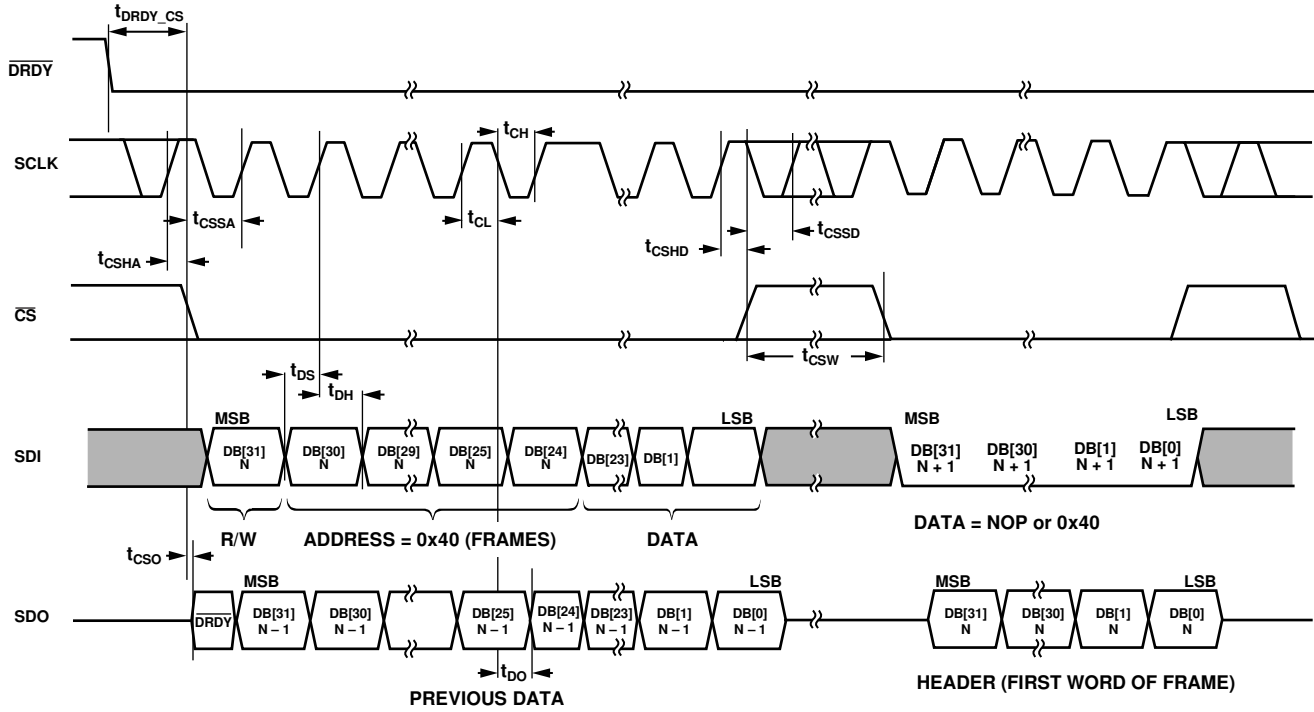 tDRDY_CS
DRDY
SCLK
tCH
tCSSA
tCL
tCSSD
tCSHD
tCSHA
CS
tCSW
tDS
tDH
MSB
LSB
MSB
LSB
SDI
DB[31] N
DB[30] N
DB[29] N
DB[25] N
DB[24] N
DB[23]
DB[1]
DB[31] N + 1
DB[30] N + 1
DB[1] N + 1
DB[0] N + 1
R/W
ADDRESS = 0x40 (FRAMES)
DATA
DATA = NOP or 0x40
tCSO
MSB
LSB
MSB
LSB
SDO
DRDY
DB[31] N – 1
DB[30] N – 1
DB[25] N – 1
DB[24] N – 1
DB[23] N – 1
DB[1] N – 1
DB[0] N – 1
DB[31] N
DB[30] N
DB[1] N
DB[0] N
tDO
PREVIOUS DATA
HEADER (FIRST WORD OF FRAME)